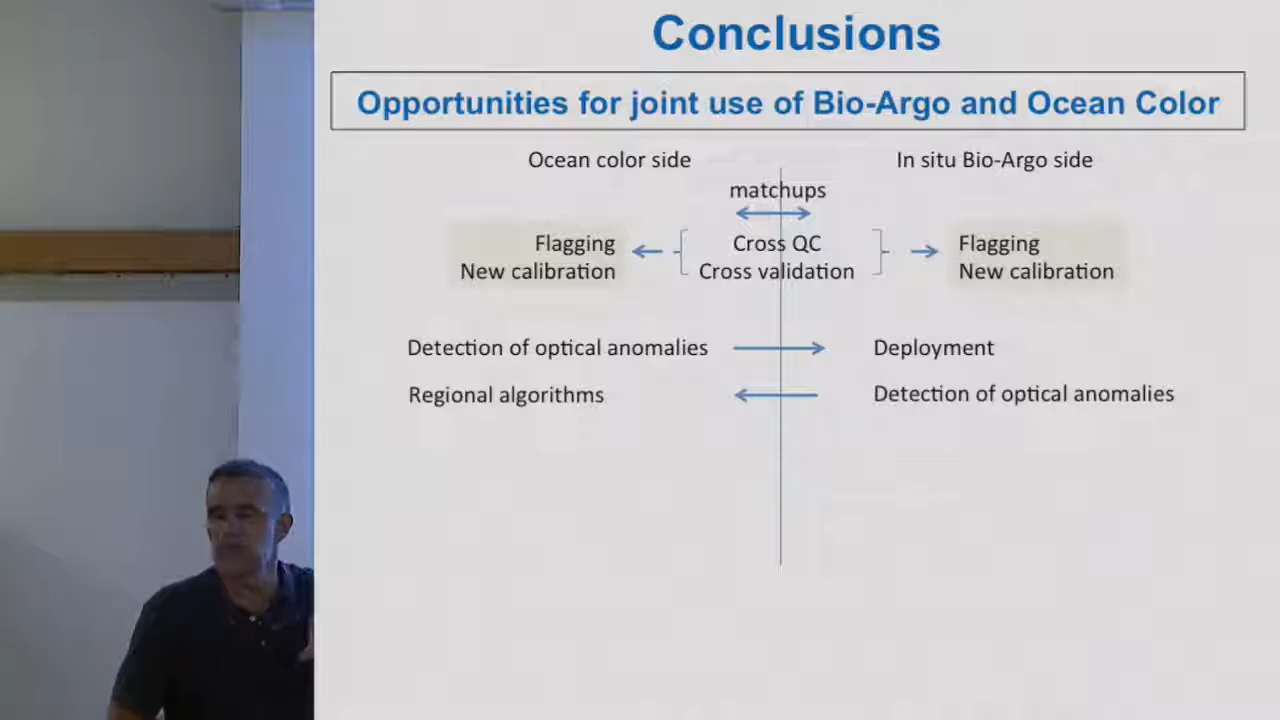 Conclusions
Opportunities for joint use of Bio-Argo and Ocean Color
Ocean color side
In situ Bio-Argo side
matchups
Flagging
New calibration
Cross QC
Cross validation
Flagging
New calibration
Detection of optical anomalies
Deployment
Regional algorithms
Detection of optical anomalies